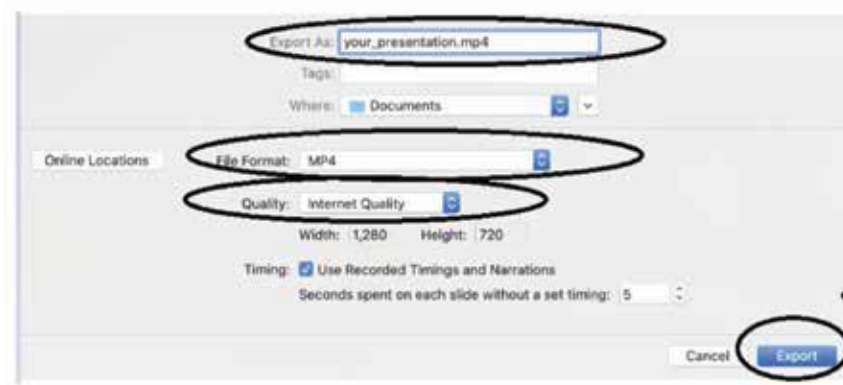 Export As: your_presentation.mp4
Tags:
Where: Documents
Online Locations File Format: MP4
Quality: Internet Quality
Width: 1,280 Height: 720
Timing: Use Recorded Timings and Narrations
Seconds spent on each slide without a set timing: 5
Cancel Export